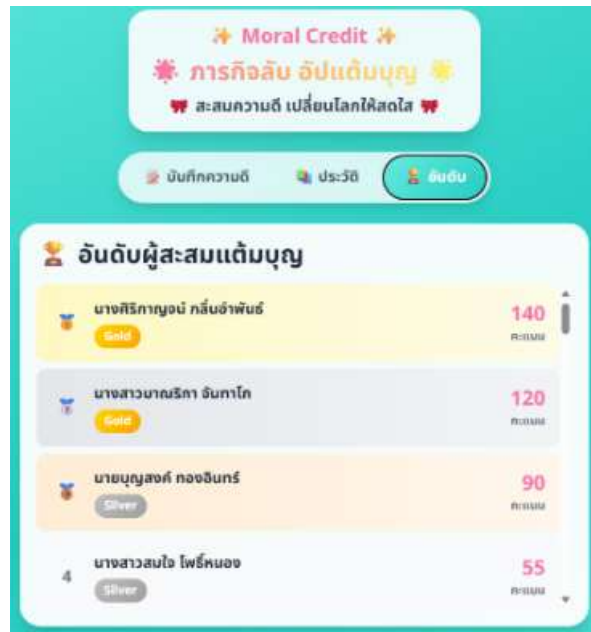 Moral Credit
ภารกิจลับ อัปแต้มบุญ
สะสมความดี เปลี่ยนโลกให้สดใส
บันทึกความดี
ประวัติ
อันดับ
อันดับผู้สะสมแต้มบุญ
นางศิริกาญจน์ กลิ่นอำพันธ์
Gold
140
คะแนน
นางสาวมาณริกา จันทาโก
Gold
120
คะแนน
นายบุญสงค์ ทองอินทร์
Silver
90
คะแนน
4
นางสาวสมใจ โพธิ์หนอง
Silver
55
คะแนน